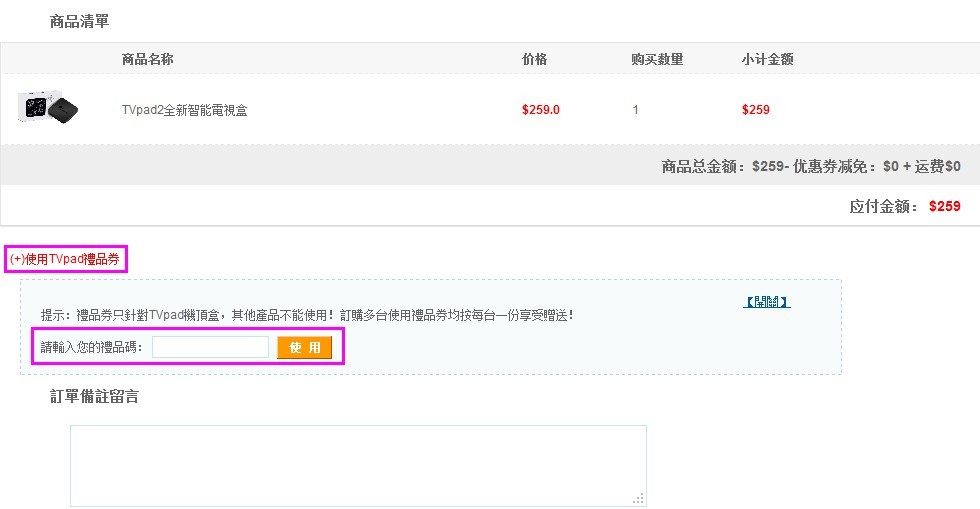 商品清單
商品名称 价格 购买数量 小计金额
TVpad2全新智能電視盒 $259.0 1 $259
商品总金额：$259- 优惠券减免：$0 + 运费$0
应付金额： $259
(+)使用TVpad禮品券
【開關】
提示：禮品券只針對TVpad機頂盒，其他產品不能使用！訂購多台使用禮品券均按每台一份享受贈送！
請輸入您的禮品碼： 使 用
訂單備註留言